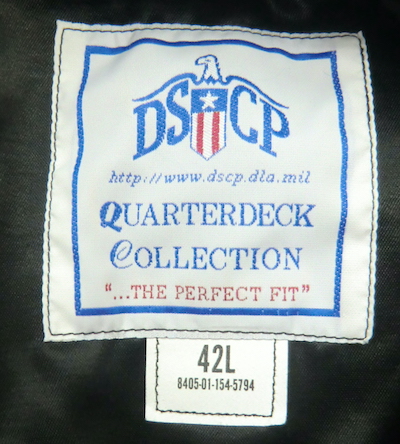 DSCP
http://www.dscp.dla.mil
QUARTERDECK
COLLECTION
"...THE PERFECT FIT"
42L
8405-01-154-5794